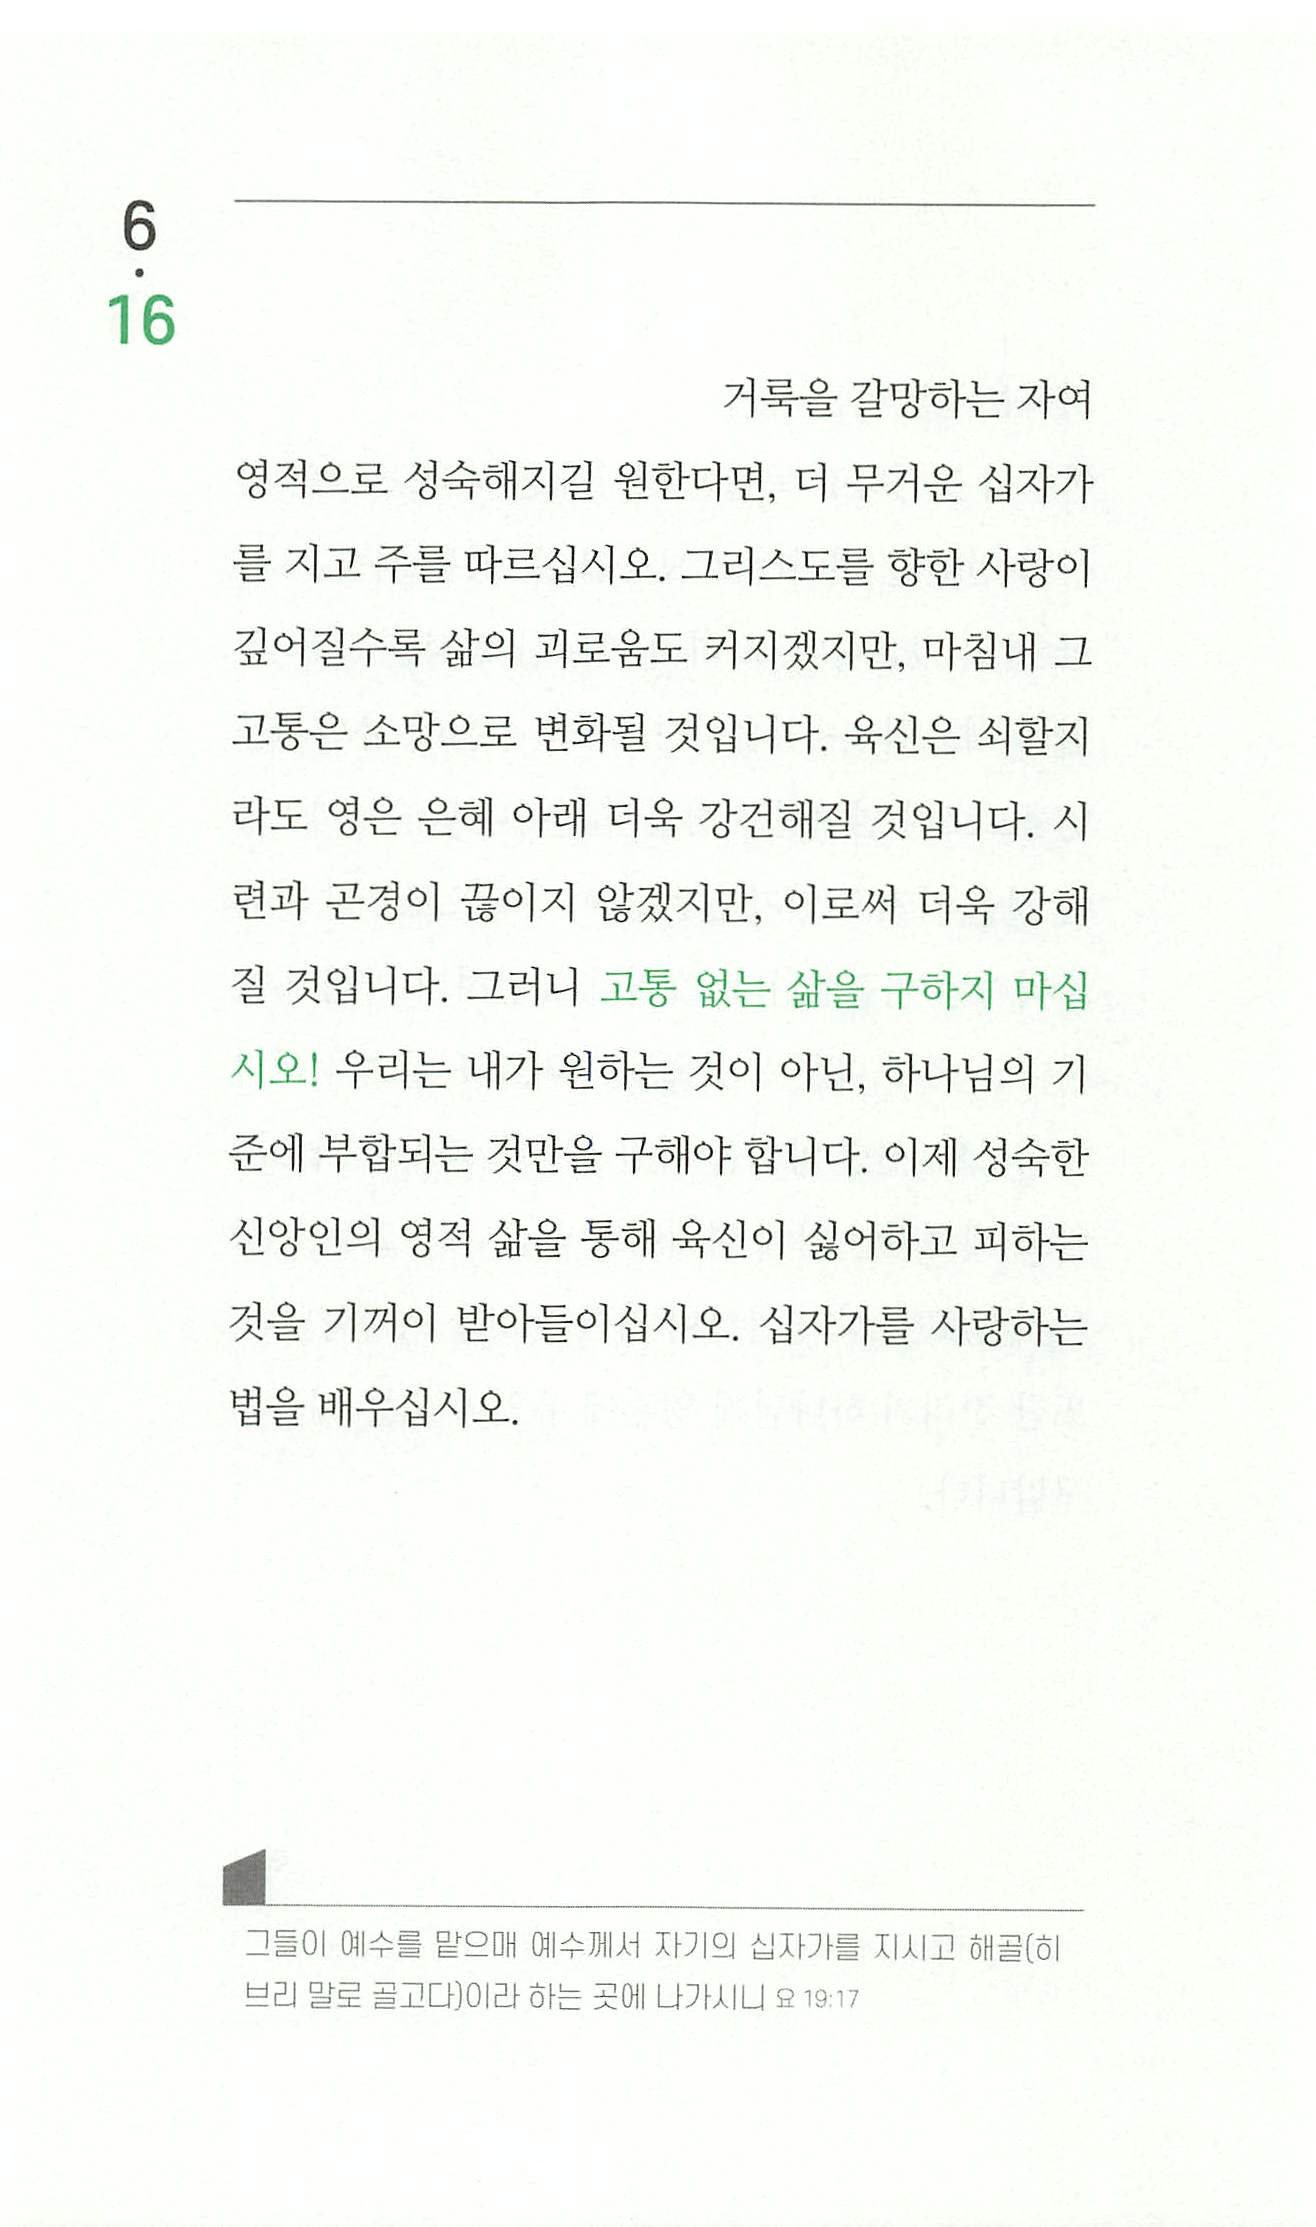 6
·
16
거룩을 갈망하는 자여
영적으로 성숙해지길 원한다면, 더 무거운 십자가
를 지고 주를 따르십시오. 그리스도를 향한 사랑이
깊어질수록 삶의 괴로움도 커지겠지만, 마침내 그
고통은 소망으로 변화될 것입니다. 육신은 쇠할지
라도 영은 은혜 아래 더욱 강건해질 것입니다. 시
련과 곤경이 끊이지 않겠지만, 이로써 더욱 강해
질 것입니다. 그러니 고통 없는 삶을 구하지 마십
시오! 우리는 내가 원하는 것이 아닌, 하나님의 기
준에 부합되는 것만을 구해야 합니다. 이제 성숙한
신앙인의 영적 삶을 통해 육신이 싫어하고 피하는
것을 기꺼이 받아들이십시오. 십자가를 사랑하는
법을 배우십시오.
그들이 예수를 맡으매 예수께서 자기의 십자가를 지시고 해골(히
브리 말로 골고다)이라 하는 곳에 나가시니 요 19:17